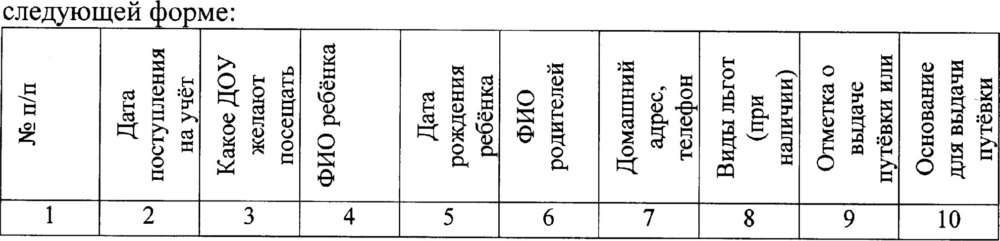 следующей форме:
№ п/п
Дата
поступления
на учёт
Какое ДОУ
желают
посещать
ФИО ребёнка
Дата
рождения
ребёнка
ФИО
родителей
Домашний
адрес,
телефон
Виды льгот
(при
наличии)
Отметка о
выдаче
путёвки или
Основание
для выдачи
путёвки
1 2 3 4 5 6 7 8 9 10